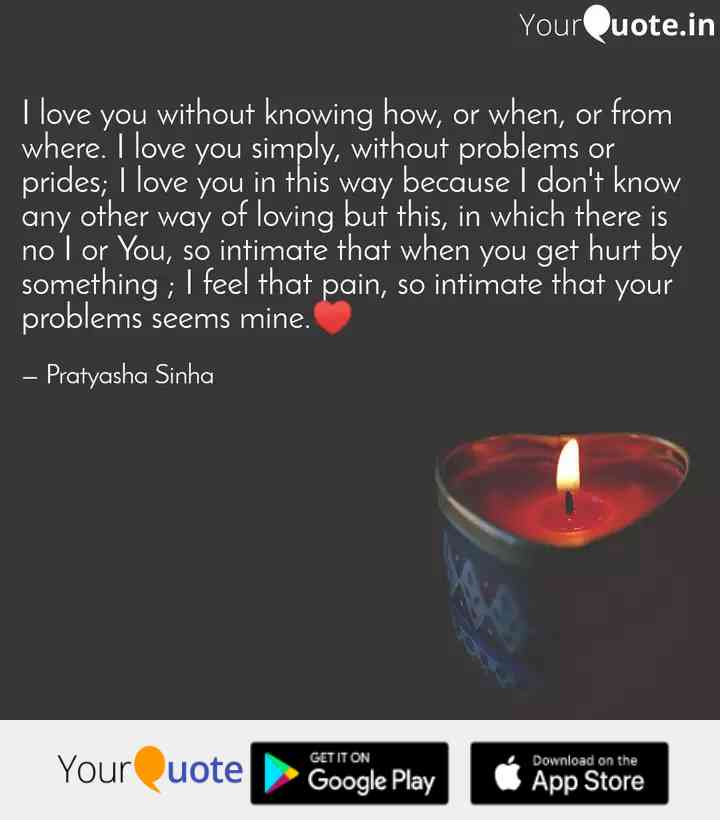 YourQuote.in
I love you without knowing how, or when, or from
where. I love you simply, without problems or
prides; I love you in this way because I don't know
any other way of loving but this, in which there is
no I or You, so intimate that when you get hurt by
something ; I feel that pain, so intimate that your
problems seems mine.♥️
– Pratyasha Sinha
YourQuote
GET IT ON
Google Play
Download on the
App Store